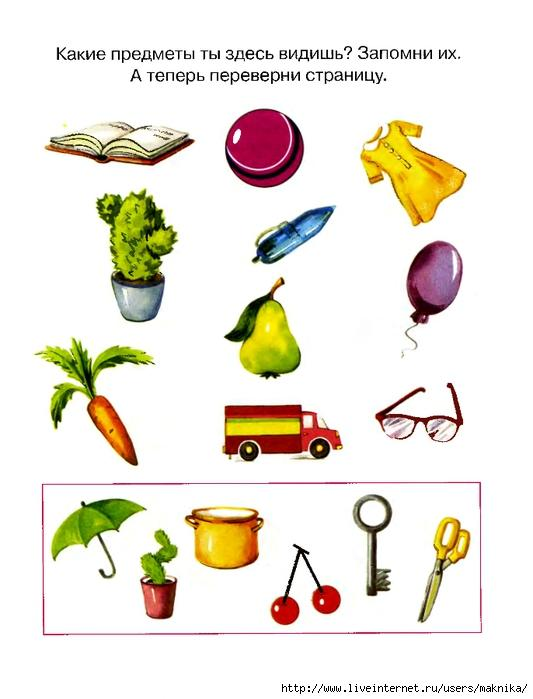 Какие предметы ты здесь видишь? Запомни их.
А теперь переверни страницу.
http://www.liveinternet.ru/users/maknika/